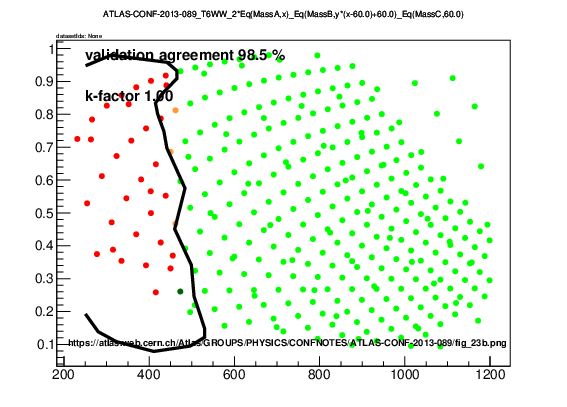 ATLAS-CONF-2013-089_T6WW_2*Eq(MassA,x)_Eq(MassB,y*(x-60.0)+60.0)_Eq(MassC,60.0)
datasetIds: None
validation agreement 98.5 %
k-factor 1.00
1
0.9
0.8
0.7
0.6
0.5
0.4
0.3
0.2
0.1
https://atlas.web.cern.ch/Atlas/GROUPS/PHYSICS/CONFNOTES/ATLAS-CONF-2013-089/fig_23b.png
200 400 600 800 1000 1200